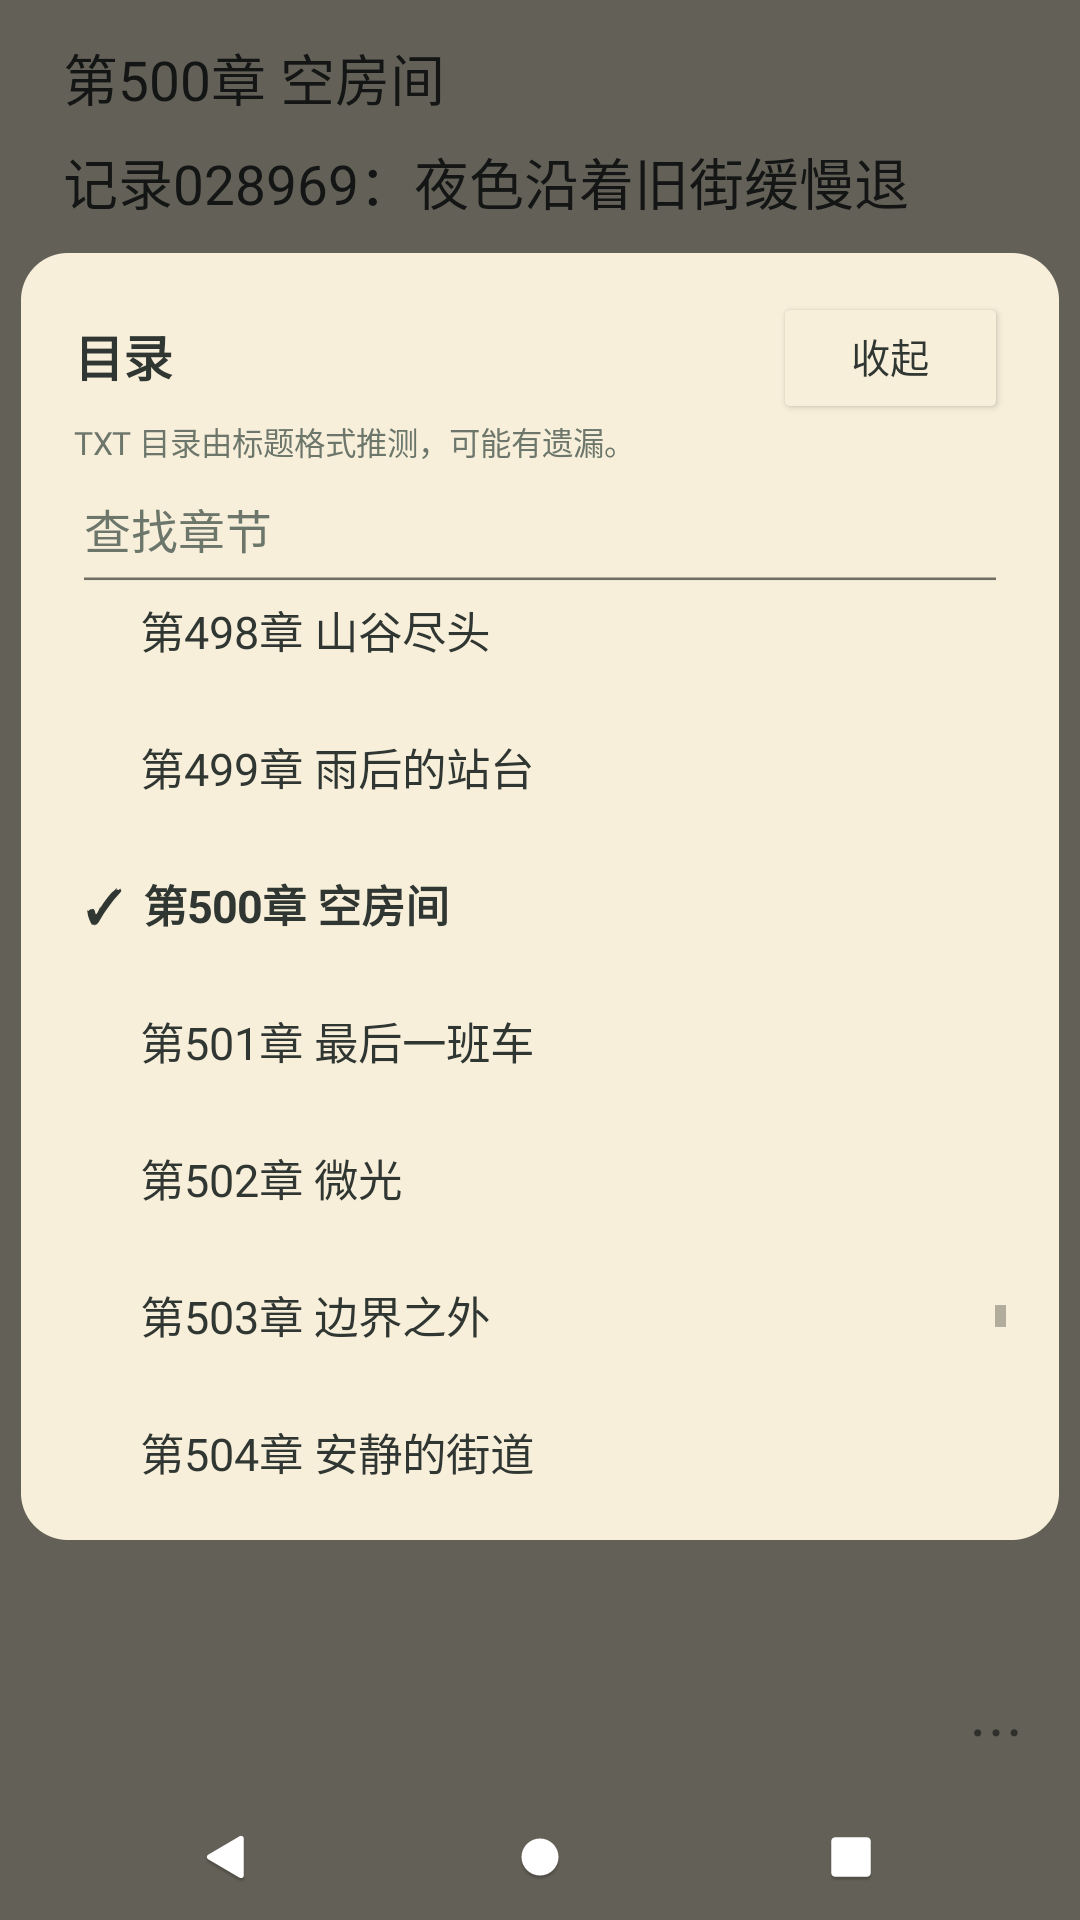 第500章 空房间
记录028969：夜色沿着旧街缓慢退
目录
收起
TXT 目录由标题格式推测，可能有遗漏。
查找章节
第498章 山谷尽头
第499章 雨后的站台
✓ 第500章 空房间
第501章 最后一班车
第502章 微光
第503章 边界之外
第504章 安静的街道
…